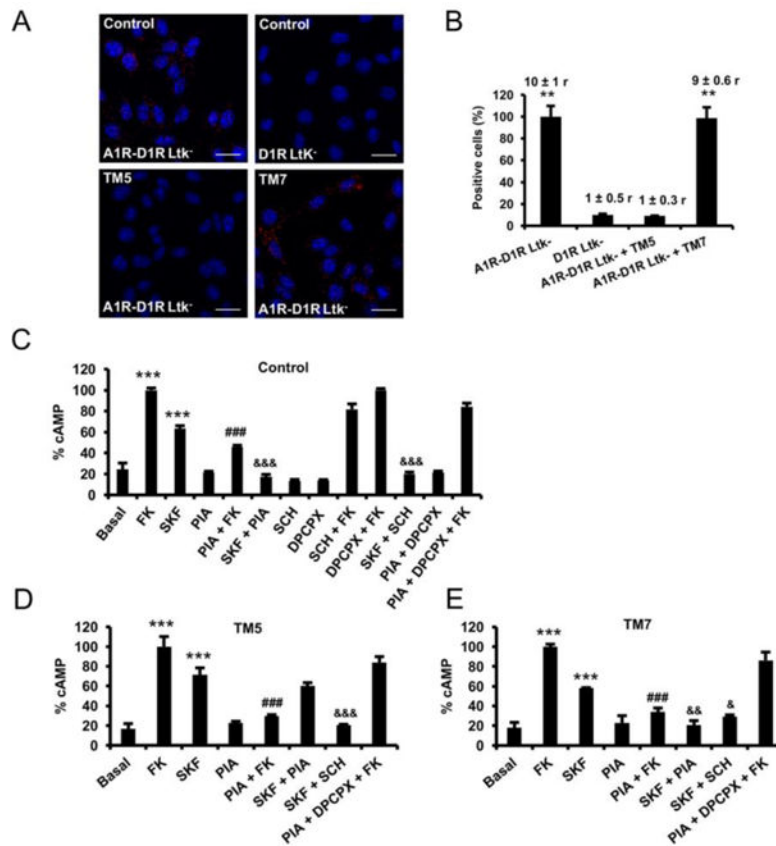 A
Control
A1R-D1R Ltk-
Control
D1R LtK-
TM5
A1R-D1R Ltk-
TM7
A1R-D1R Ltk-
B
10 ± 1 r
**
1 ± 0.5 r
1 ± 0.3 r
9 ± 0.6 r
**
Positive cells (%)
120
100
80
60
40
20
0
A1R-D1R Ltk-
D1R Ltk-
A1R-D1R Ltk- + TM5
A1R-D1R Ltk- + TM7
C
Control
% cAMP
120
100
80
60
40
20
0
***
***
###
&&&
&&&
Basal
FK
SKF
PIA
PIA + FK
SKF + PIA
SCH
DPCPX
SCH + FK
DPCPX + FK
SKF + SCH
PIA + DPCPX
PIA + DPCPX + FK
D
TM5
% cAMP
120
100
80
60
40
20
0
***
***
###
&&&
Basal
FK
SKF
PIA
PIA + FK
SKF + PIA
SKF + SCH
PIA + DPCPX + FK
E
TM7
% cAMP
120
100
80
60
40
20
0
***
***
###
&&
&
Basal
FK
SKF
PIA
PIA + FK
SKF + PIA
SKF + SCH
PIA + DPCPX + FK